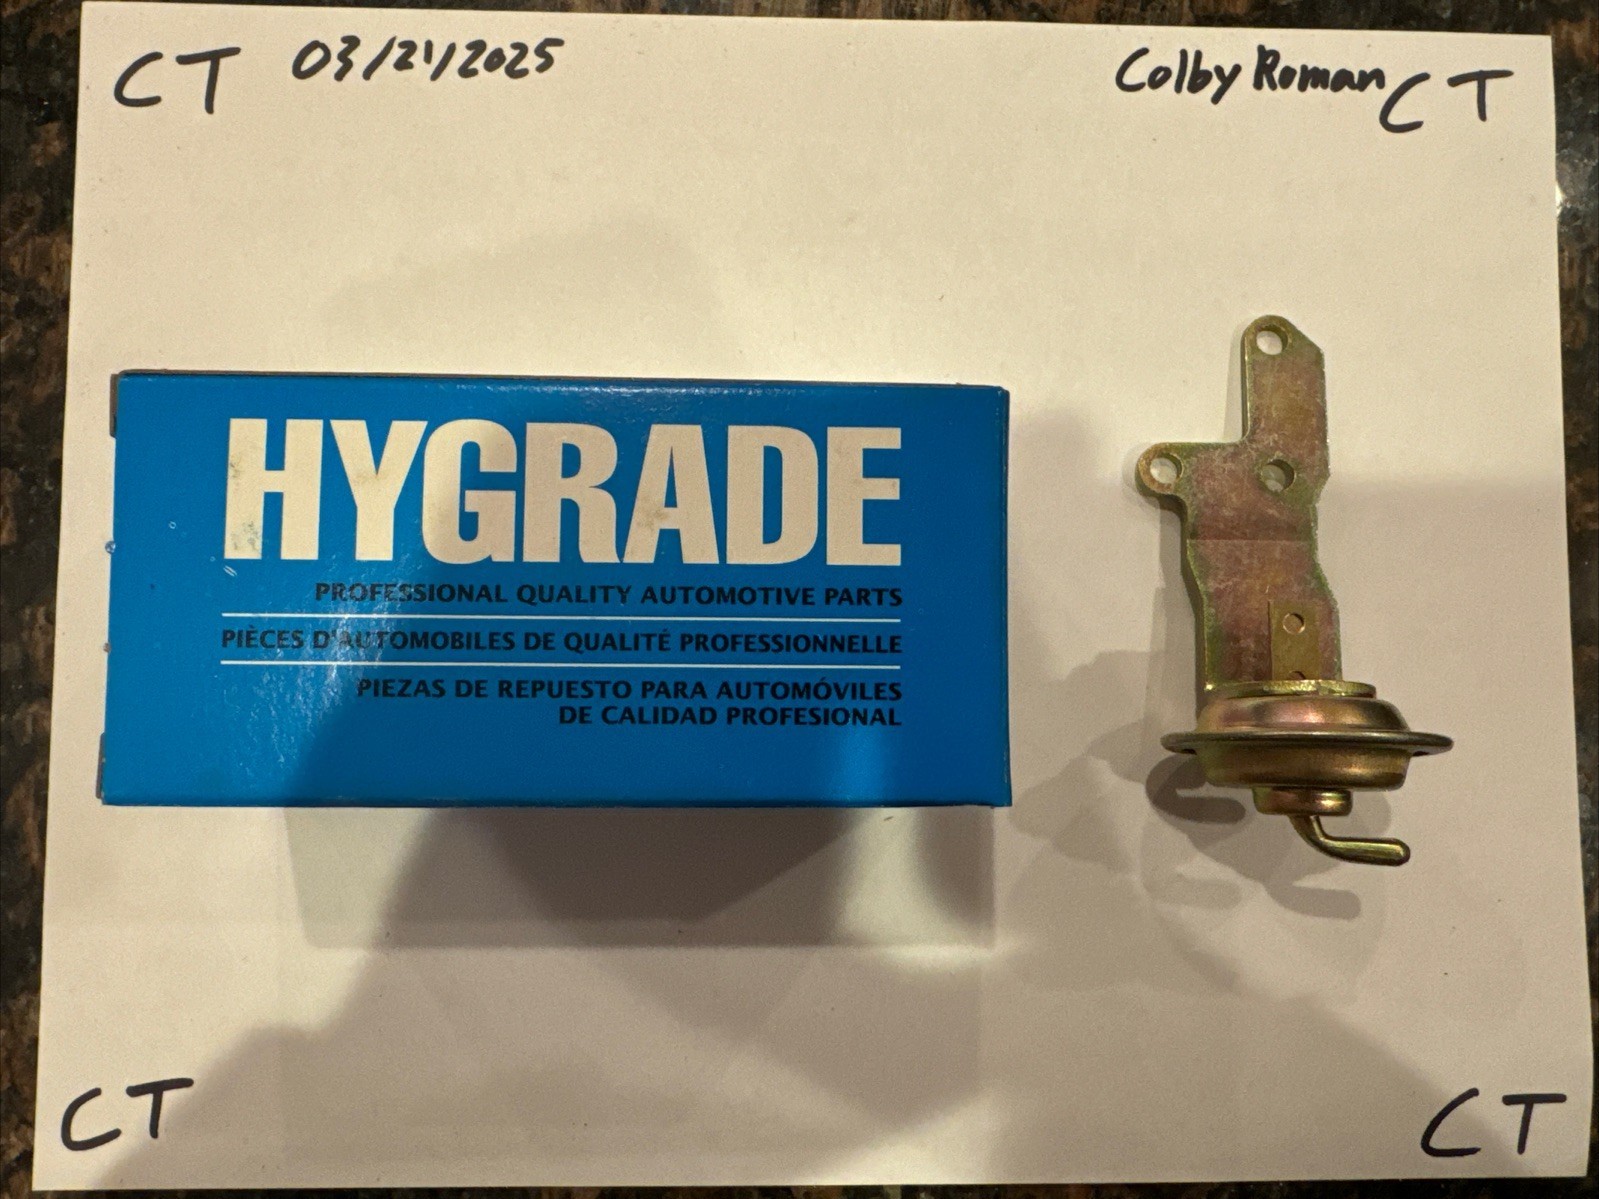 CT 03/21/2025 Colby Roman CT
HYGRADE
PROFESSIONAL QUALITY AUTOMOTIVE PARTS
PIÈCES D'AUTOMOBILES DE QUALITÉ PROFESSIONNELLE
PIEZAS DE REPUESTO PARA AUTOMÓVILES
DE CALIDAD PROFESIONAL
CT CT